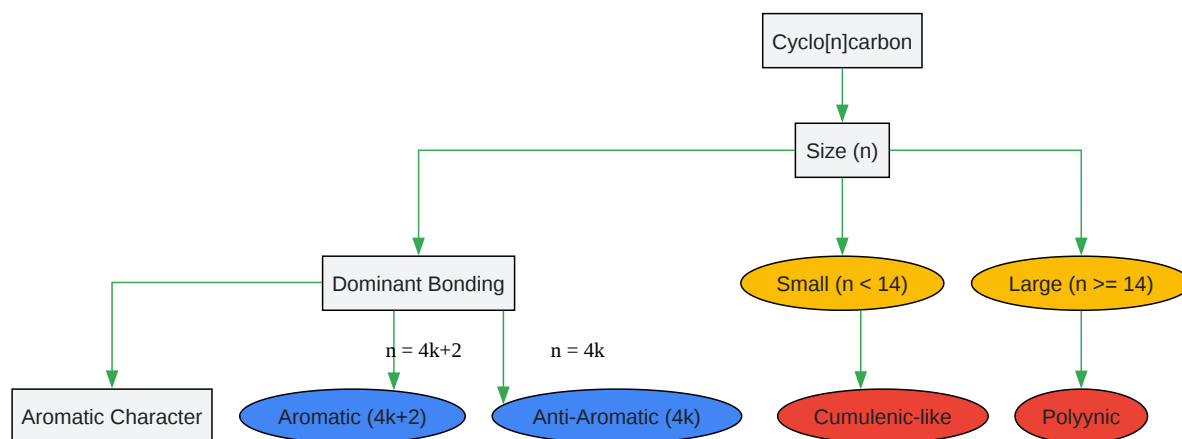 Cyclo[n]carbon
Size (n)
Dominant Bonding
Small (n < 14)
Large (n >= 14)
n = 4k+2
n = 4k
Aromatic Character
Aromatic (4k+2)
Anti-Aromatic (4k)
Cumulenic-like
Polyynic